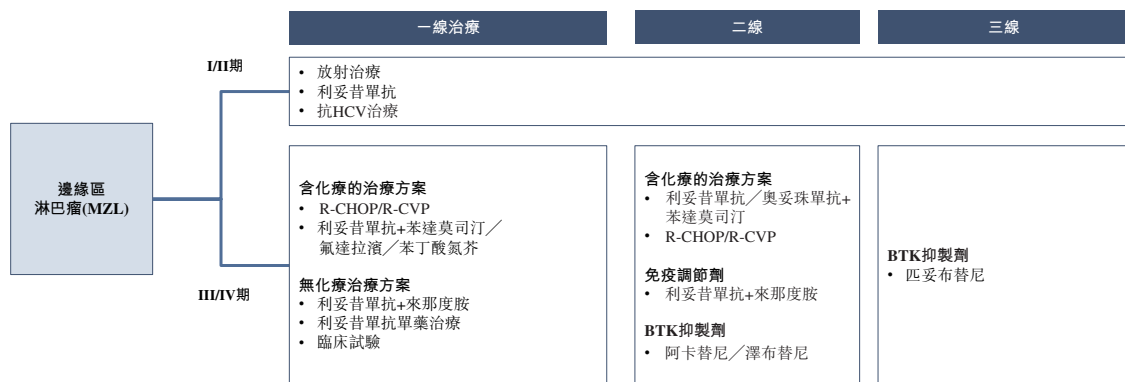 一線治療
二線
三線
I/II期
• 放射治療
• 利妥昔單抗
• 抗HCV治療
邊緣區
淋巴瘤(MZL)
III/IV期
含化療的治療方案
• R-CHOP/R-CVP
• 利妥昔單抗+苯達莫司汀╱
氟達拉濱╱苯丁酸氮芥
無化療治療方案
• 利妥昔單抗+來那度胺
• 利妥昔單抗單藥治療
• 臨床試驗
含化療的治療方案
• 利妥昔單抗╱奧妥珠單抗+
苯達莫司汀
• R-CHOP/R-CVP
免疫調節劑
• 利妥昔單抗+來那度胺
BTK抑製劑
• 阿卡替尼╱澤布替尼
BTK抑製劑
• 匹妥布替尼